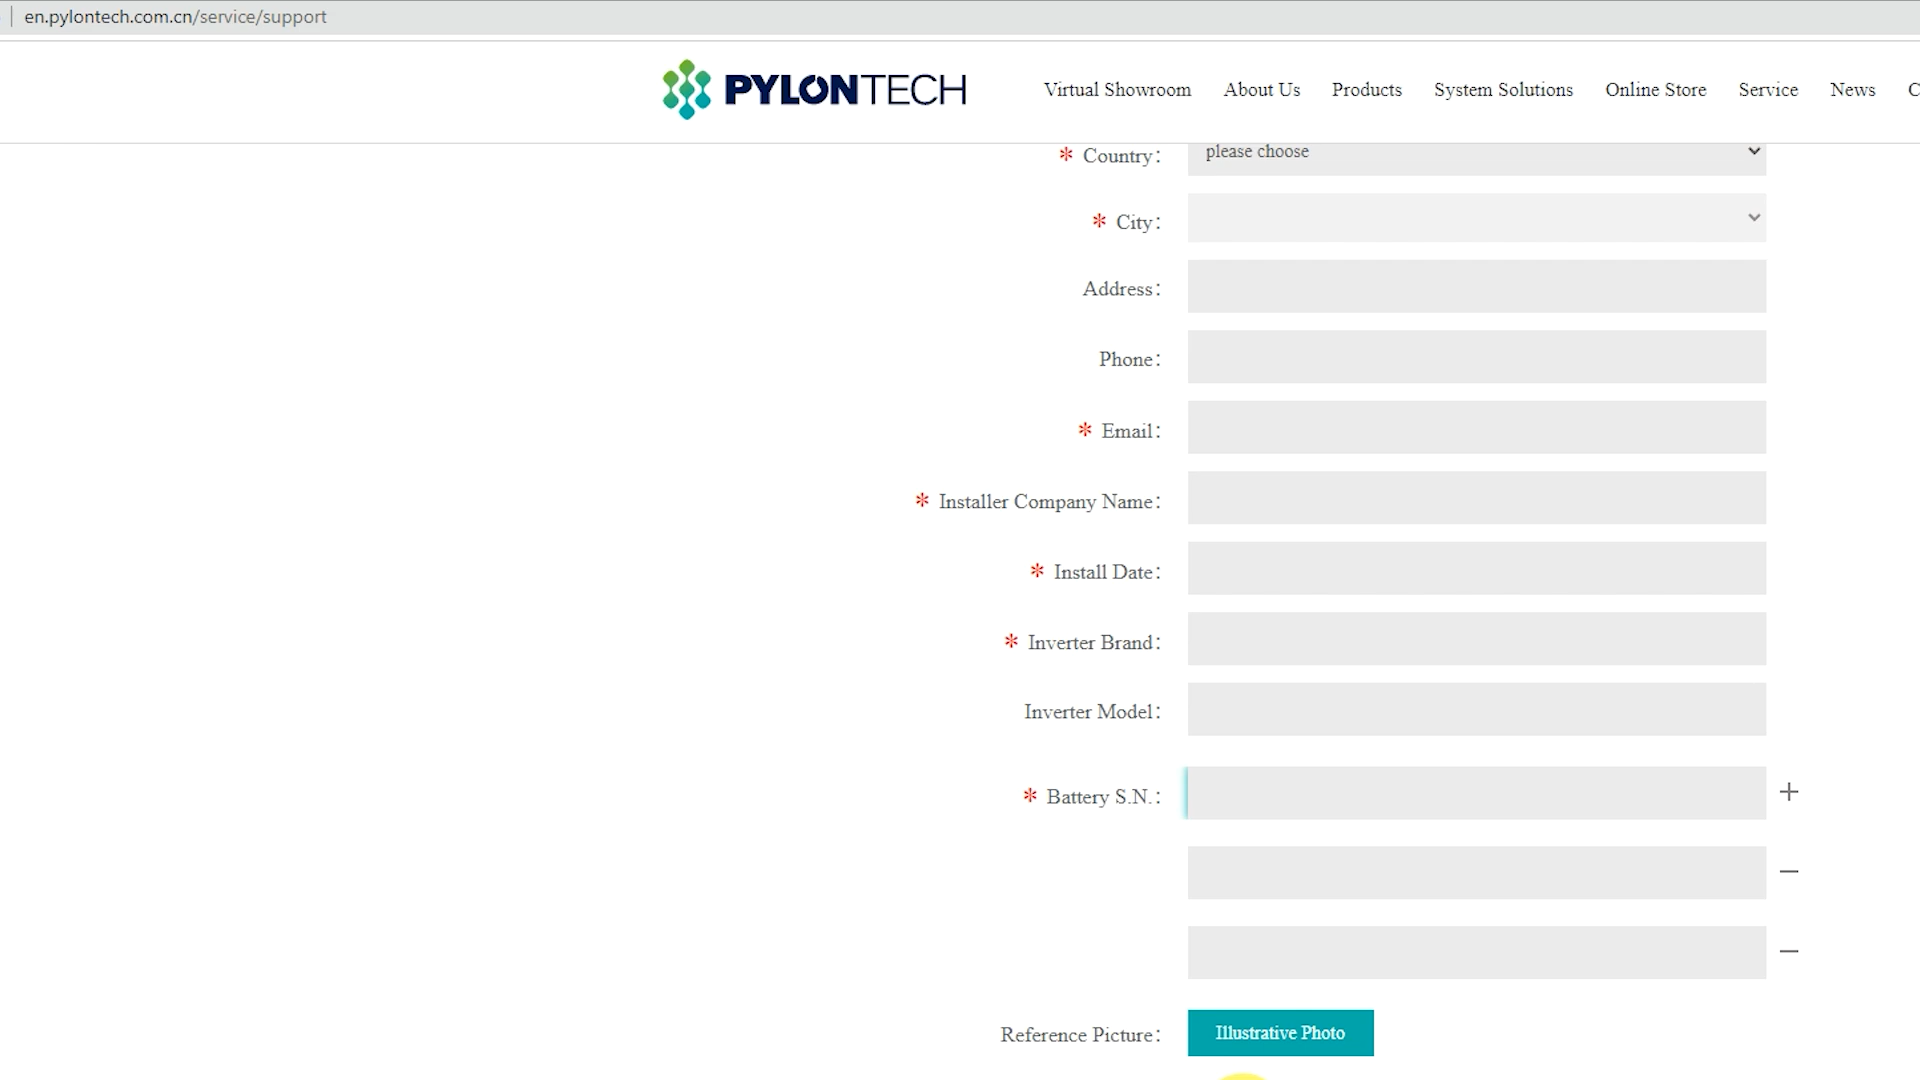 en.pylontech.com.cn/service/support
PYLONTECH
Virtual Showroom About Us Products System Solutions Online Store Service News C
* Country: please choose
* City:
Address:
Phone:
* Email:
* Installer Company Name:
* Install Date:
* Inverter Brand:
Inverter Model:
* Battery S.N.: +
—
—
Reference Picture: Illustrative Photo